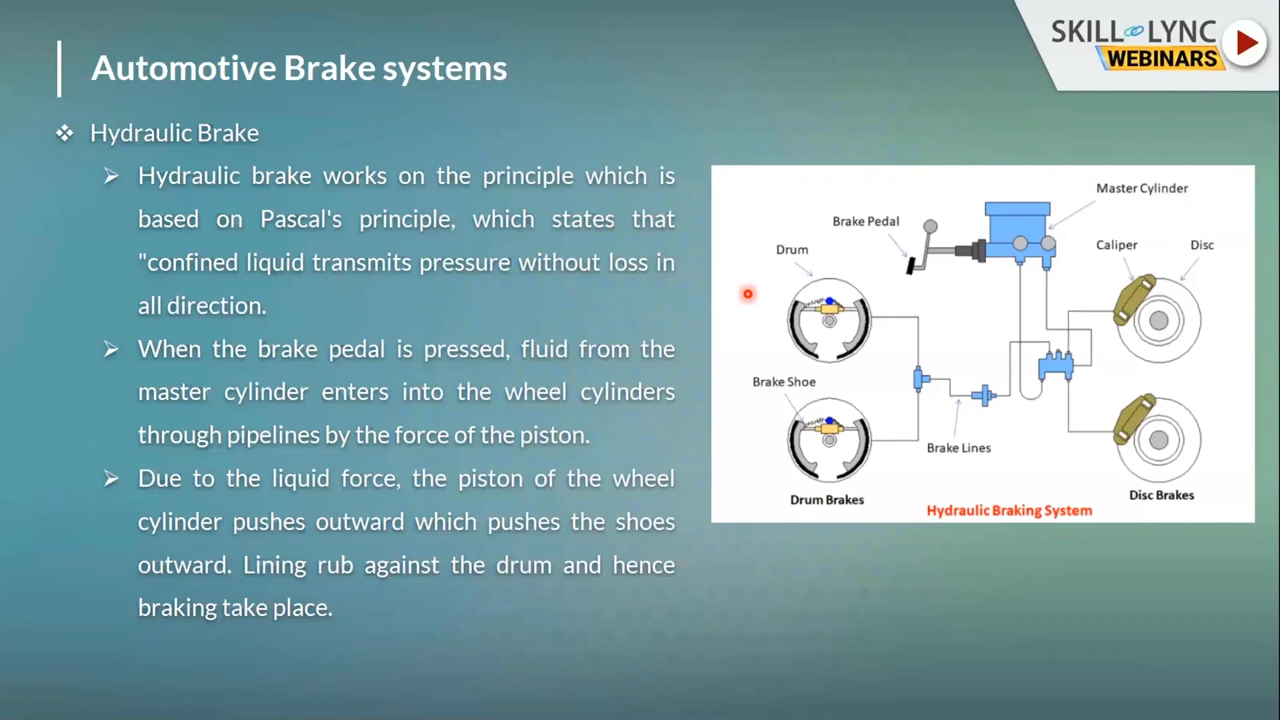 SKILL LYNC
WEBINARS
Automotive Brake systems
Hydraulic Brake
Hydraulic brake works on the principle which is
based on Pascal's principle, which states that
"confined liquid transmits pressure without loss in
all direction.
When the brake pedal is pressed, fluid from the
master cylinder enters into the wheel cylinders
through pipelines by the force of the piston.
Due to the liquid force, the piston of the wheel
cylinder pushes outward which pushes the shoes
outward. Lining rub against the drum and hence
braking take place.
Master Cylinder
Brake Pedal
Drum
Caliper
Disc
Brake Shoe
Brake Lines
Drum Brakes
Disc Brakes
Hydraulic Braking System